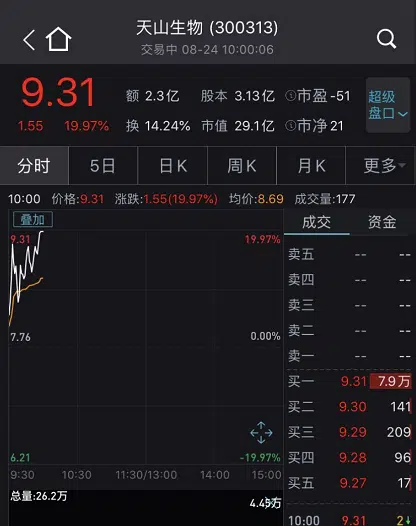 天山生物 (300313)
交易中 08-24 10:00:06
9.31
1.55 19.97%
额 2.3亿 股本 3.13亿 市盈 -51
换 14.24% 市值 29.1亿 市净 21
超级
盘口
分时 5日 日K 周K 月K 更多
10:00 价格:9.31 涨跌:1.55(19.97%) 均价:8.69 成交量:177
叠加 成交 资金
9.31 19.97%
7.76 0.00%
6.21 -19.97%
9:30 10:30 11:30/13:00 14:00 15:00
卖五 -- --
卖四 -- --
卖三 -- --
卖二 -- --
卖一 -- --
买一 9.31 7.9万
买二 9.30 141
买三 9.29 209
买四 9.28 96
买五 9.27 17
总量:26.2万 4.45万
10:00 9.31 2↓